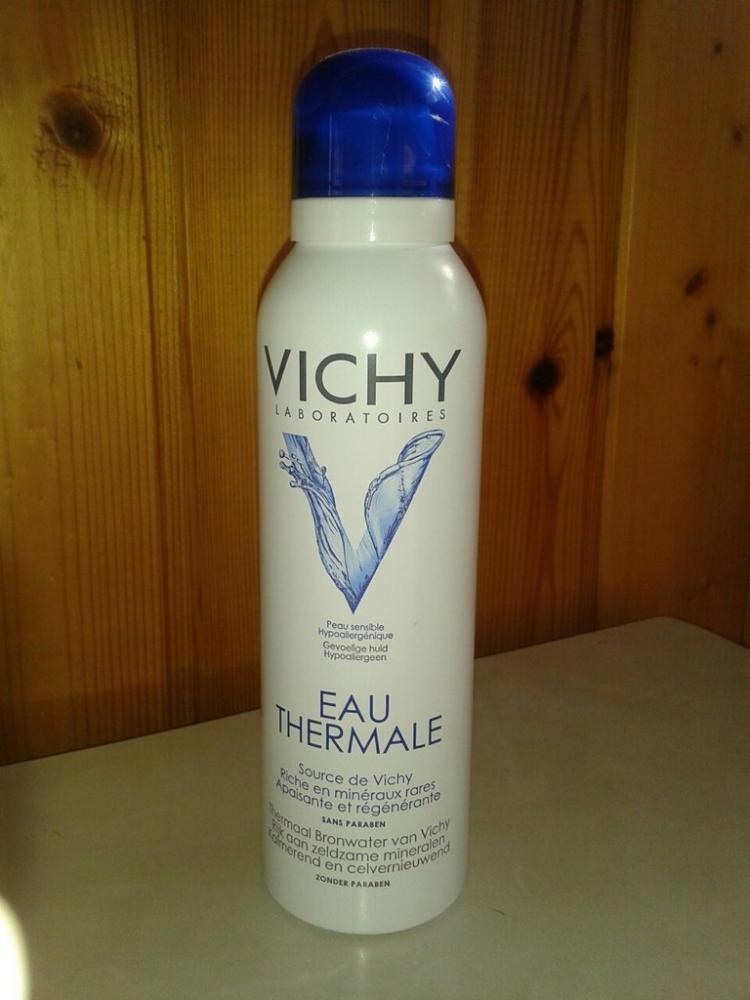 VICHY
LABORATOIRES
Peau sensible
Hypoallergénique
Gevoelige huid
Hypoallergeen
EAU
THERMALE
Source de Vichy
Riche en minéraux rares
Apaisante et régénérante
SANS PARABEN
Thermaal Bronwater van Vichy
Rijk aan zeldzame mineralen
Kalmerend en celvernieuwend
ZONDER PARABEN